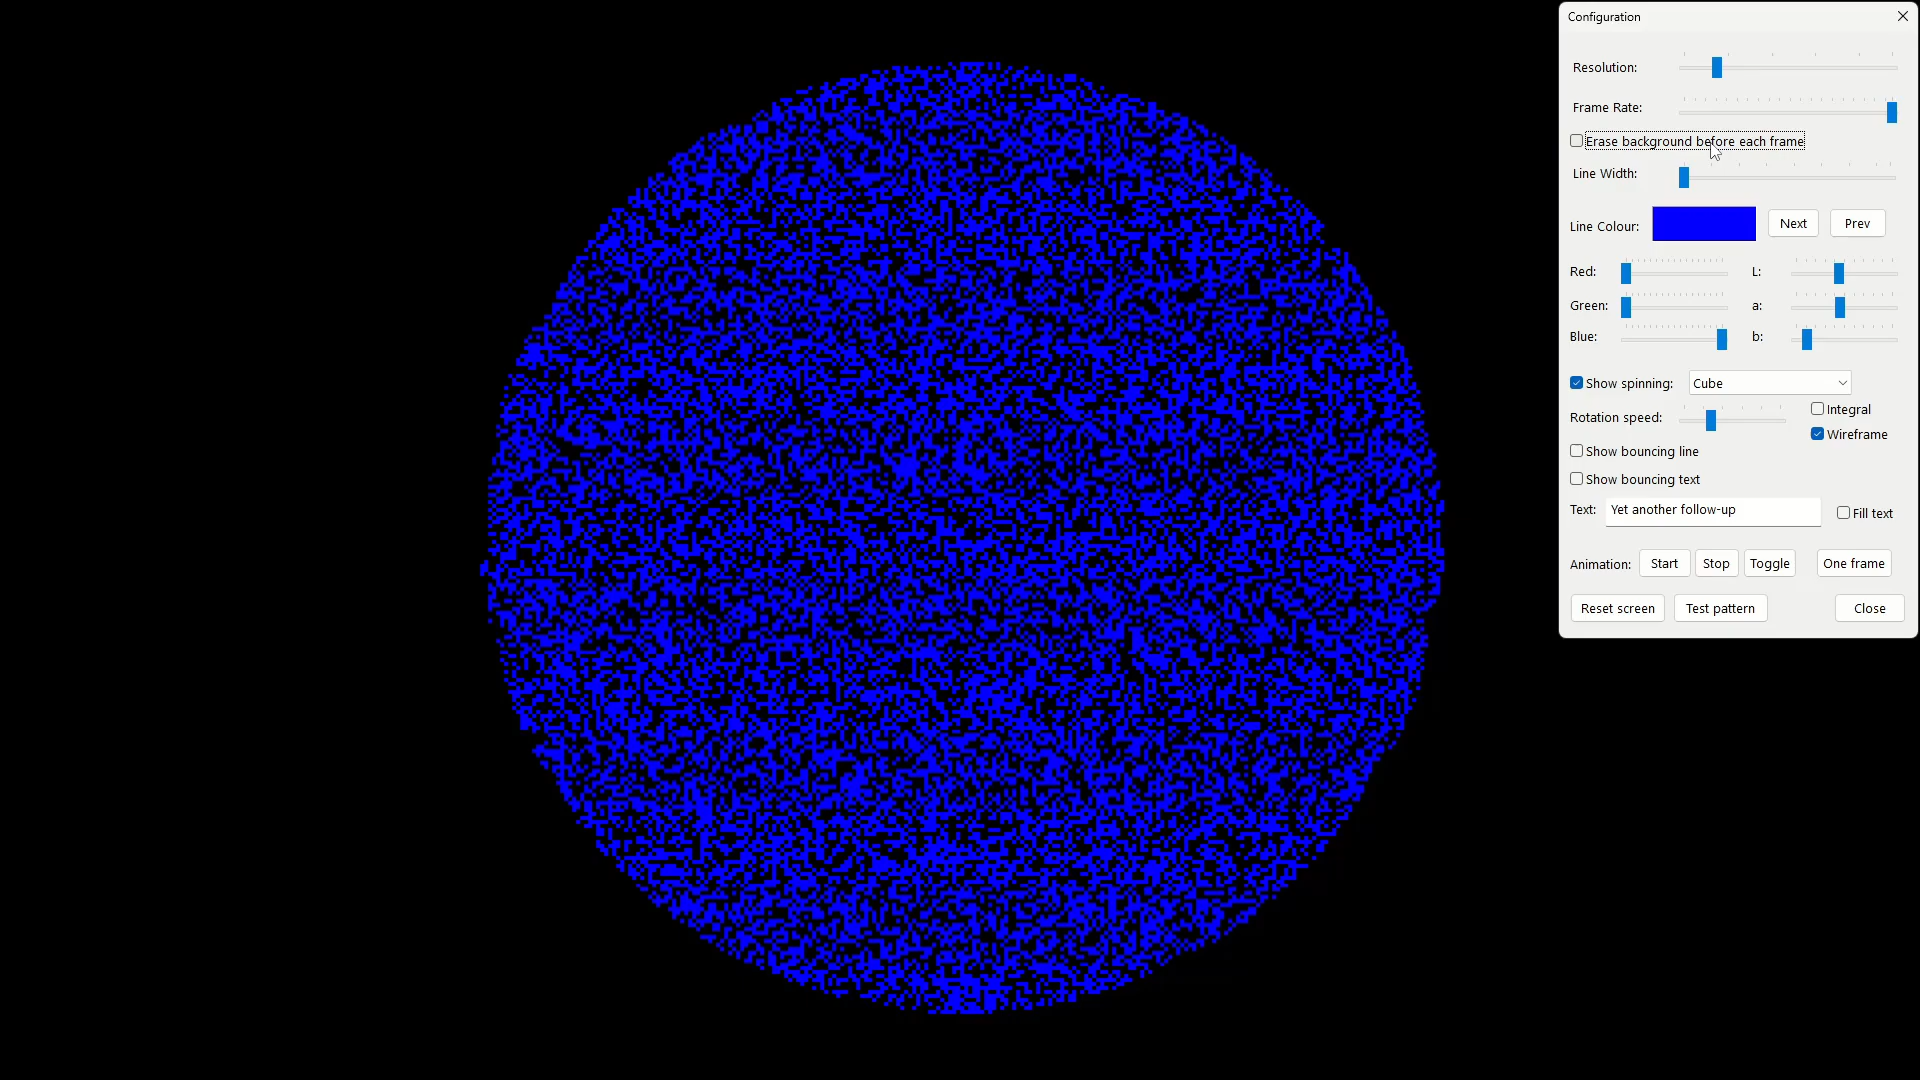 Configuration
Resolution:
Frame Rate:
Erase background before each frame
Line Width:
Line Colour: Next Prev
Red: L:
Green: a:
Blue: b:
Show spinning: Cube
Rotation speed: Integral
Wireframe
Show bouncing line
Show bouncing text
Text: Yet another follow-up Fill text
Animation: Start Stop Toggle One frame
Reset screen Test pattern Close